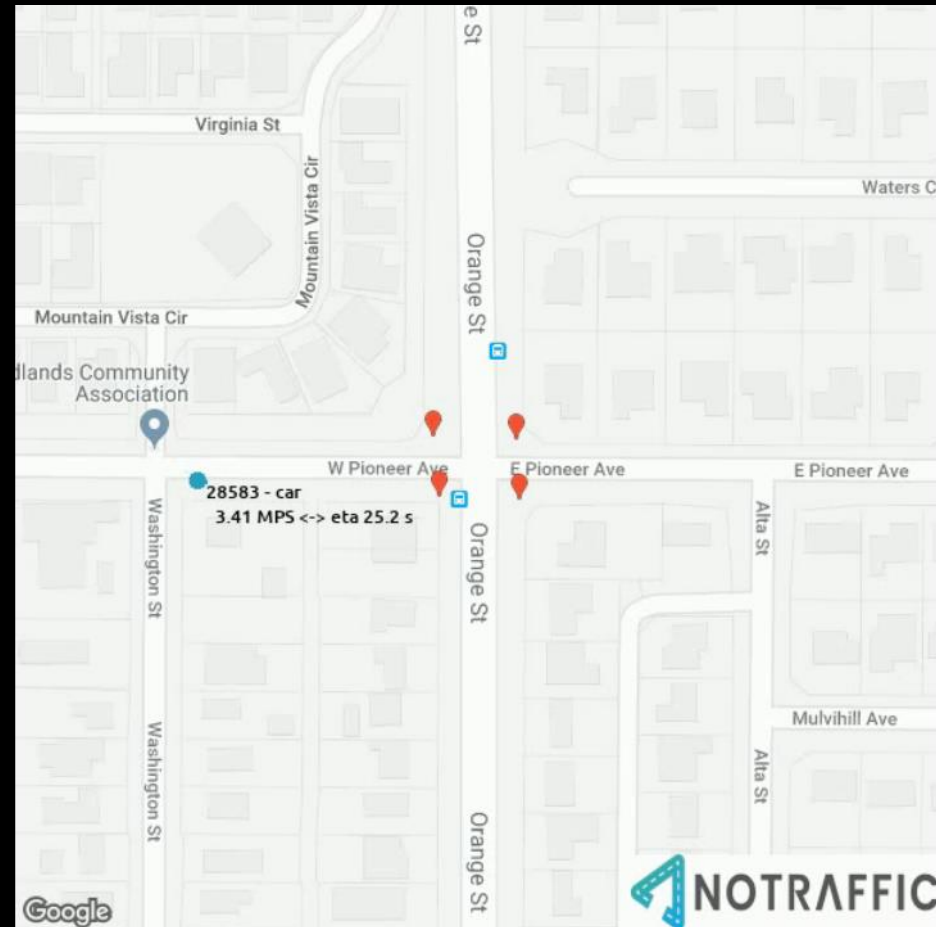 e St
Virginia St
Mountain Vista Cir
Waters C
Orange St
Mountain Vista Cir
dlands Community
Association
W Pioneer Ave
E Pioneer Ave
E Pioneer Ave
28583 - car
3.41 MPS <-> eta 25.2 s
Washington St
Orange St
Alta St
Mulvihill Ave
Washington St
Alta St
Orange St
Google
NOTRAFFIC